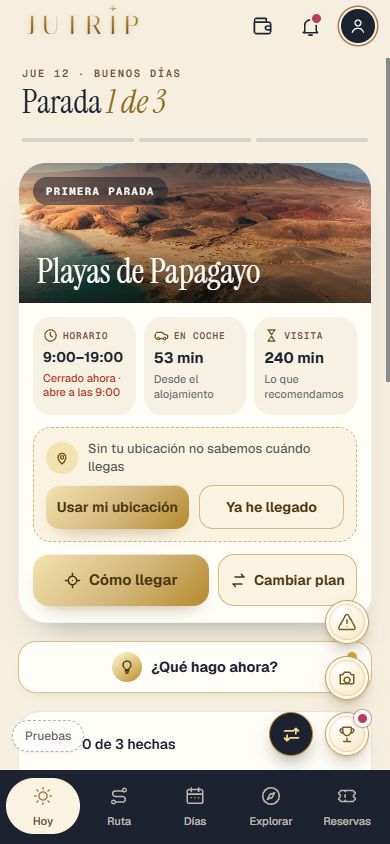 JUTRIP
JUE 12 · BUENOS DÍAS
Parada 1 de 3
PRIMERA PARADA
Playas de Papagayo
HORARIO
9:00–19:00
Cerrado ahora ·
abre a las 9:00
EN COCHE
53 min
Desde el
alojamiento
VISITA
240 min
Lo que
recomendamos
Sin tu ubicación no sabemos cuándo
llegas
Usar mi ubicación
Ya he llegado
Cómo llegar
Cambiar plan
¿Qué hago ahora?
Pruebas
0 de 3 hechas
Hoy
Ruta
Días
Explorar
Reservas